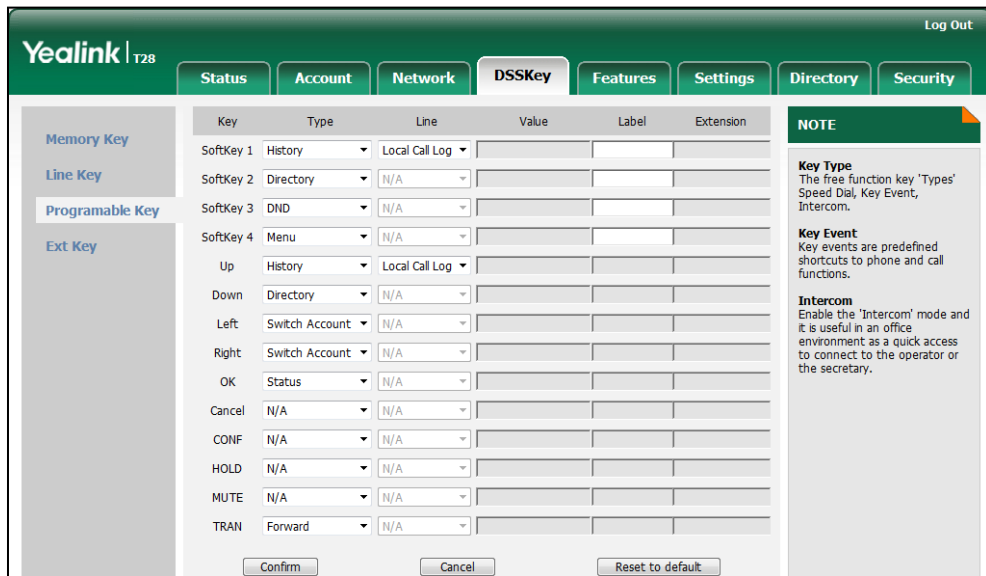 Log Out
Yealink | T28
Status Account Network DSSKey Features Settings Directory Security
Memory Key
Line Key
Programable Key
Ext Key
Key Type Line Value Label Extension
SoftKey 1 History Local Call Log
SoftKey 2 Directory N/A
SoftKey 3 DND N/A
SoftKey 4 Menu N/A
Up History Local Call Log
Down Directory N/A
Left Switch Account N/A
Right Switch Account N/A
OK Status N/A
Cancel N/A N/A
CONF N/A N/A
HOLD N/A N/A
MUTE N/A N/A
TRAN Forward N/A
Confirm Cancel Reset to default
NOTE
Key Type
The free function key 'Types'
Speed Dial, Key Event,
Intercom.
Key Event
Key events are predefined
shortcuts to phone and call
functions.
Intercom
Enable the 'Intercom' mode and
it is useful in an office
environment as a quick access
to connect to the operator or
the secretary.